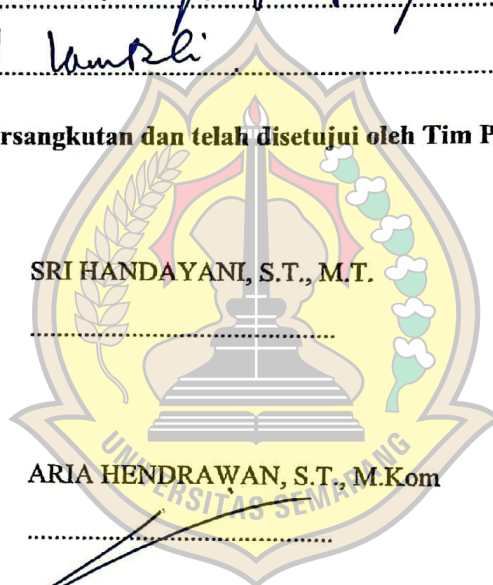 rsangkutan dan telah disetujui oleh Tim P
SRI HANDAYANI, S.T., M.T.
ARIA HENDRAWAN, S.T., M.Kom
UNIVERSITAS SEMARANG